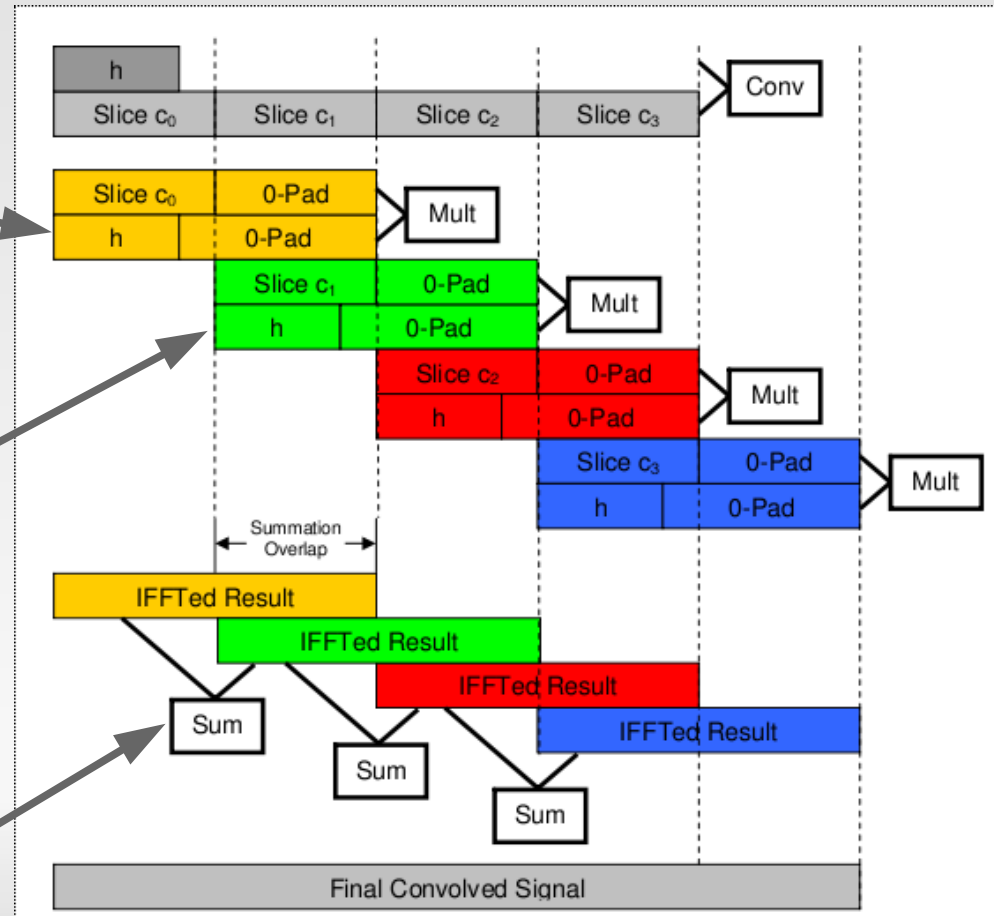 h
Conv
Slice c₀ Slice c₁ Slice c₂ Slice c₃
Slice c₀ 0-Pad
Mult
h 0-Pad
Slice c₁ 0-Pad
Mult
h 0-Pad
Slice c₂ 0-Pad
Mult
h 0-Pad
Slice c₃ 0-Pad
Mult
h 0-Pad
Summation
Overlap
IFFTed Result
IFFTed Result
IFFTed Result
Sum
IFFTed Result
Sum
Sum
Final Convolved Signal